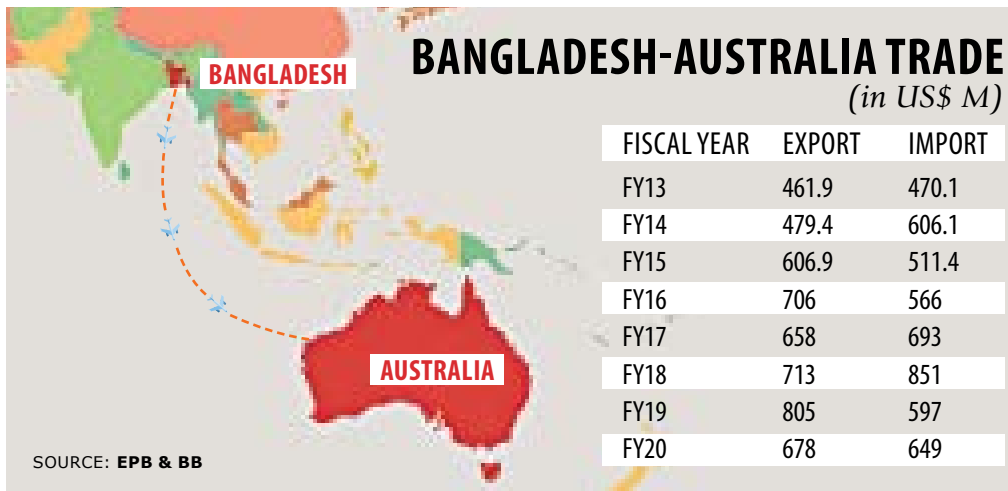 BANGLADESH-AUSTRALIA TRADE
(in US$ M)
BANGLADESH
FISCAL YEAR EXPORT IMPORT
FY13 461.9 470.1
FY14 479.4 606.1
FY15 606.9 511.4
FY16 706 566
FY17 658 693
FY18 713 851
FY19 805 597
FY20 678 649
AUSTRALIA
SOURCE: EPB & BB